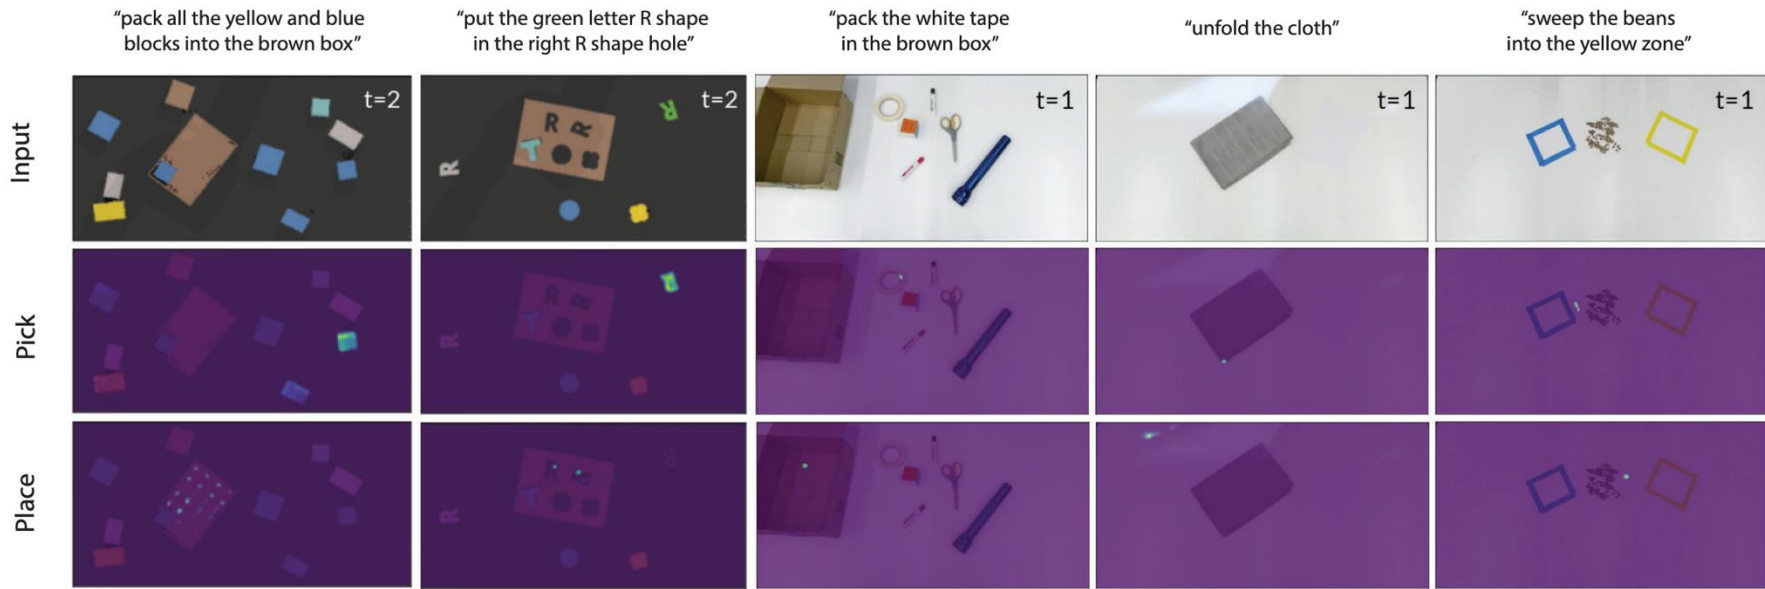 “pack all the yellow and blue
blocks into the brown box”
“put the green letter R shape
in the right R shape hole”
“pack the white tape
in the brown box”
“unfold the cloth”
“sweep the beans
into the yellow zone”
Input
t=2
t=2
t=1
t=1
t=1
R
R
R
R
T
Pick
Place